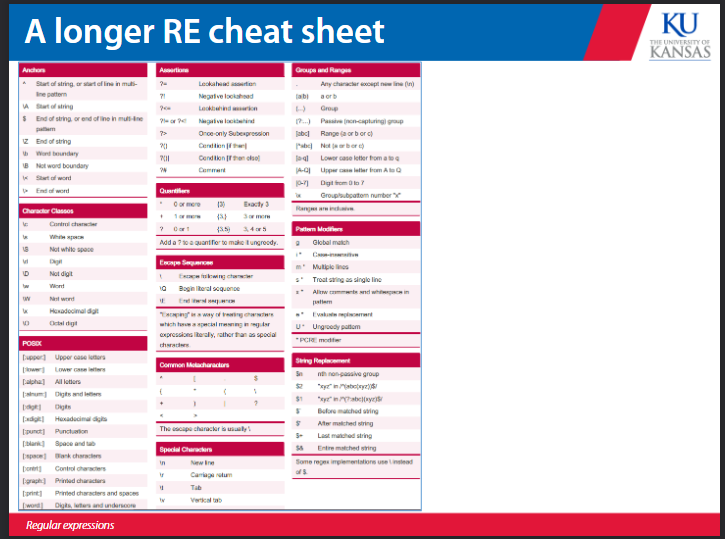 A longer RE cheat sheet
KU
THE UNIVERSITY OF
KANSAS
Anchors
^ Start of string, or start of line in multi-
line pattern
\A Start of string
$ End of string, or end of line in multi-line
pattern
\Z End of string
\b Word boundary
\B Not word boundary
\< Start of word
\> End of word
Character Classes
\c Control character
\s White space
\S Not white space
\d Digit
\D Not digit
\w Word
\W Not word
\x Hexadecimal digit
\O Octal digit
POSIX
[:upper:] Upper case letters
[:lower:] Lower case letters
[:alpha:] All letters
[:alnum:] Digits and letters
[:digit:] Digits
[:xdigit:] Hexadecimal digits
[:punct:] Punctuation
[:blank:] Space and tab
[:space:] Blank characters
[:cntrl:] Control characters
[:graph:] Printed characters
[:print:] Printed characters and spaces
[:word:] Digits, letters and underscore
Assertions
?= Lookahead assertion
?! Negative lookahead
?<= Lookbehind assertion
?!= or ?<! Negative lookbehind
?> Once-only Subexpression
?() Condition [if then]
?()| Condition [if then else]
?# Comment
Quantifiers
* 0 or more {3} Exactly 3
+ 1 or more {3,} 3 or more
? 0 or 1 {3,5} 3, 4 or 5
Add a ? to a quantifier to make it ungreedy.
Escape Sequences
\ Escape following character
\Q Begin literal sequence
\E End literal sequence
"Escaping" is a way of treating characters
which have a special meaning in regular
expressions literally, rather than as special
characters.
Common Metacharacters
^ [ . $
{ * ( \
+ ) | ?
< >
The escape character is usually \
Special Characters
\n New line
\r Carriage return
\t Tab
\v Vertical tab
Groups and Ranges
. Any character except new line (\n)
(a|b) a or b
(...) Group
(?:...) Passive (non-capturing) group
[abc] Range (a or b or c)
[^abc] Not (a or b or c)
[a-q] Lower case letter from a to q
[A-Q] Upper case letter from A to Q
[0-7] Digit from 0 to 7
\x Group/subpattern number "x"
Ranges are inclusive.
Pattern Modifiers
g Global match
i * Case-insensitive
m * Multiple lines
s * Treat string as single line
x * Allow comments and whitespace in
pattern
e * Evaluate replacement
U * Ungreedy pattern
* PCRE modifier
String Replacement
$n nth non-passive group
$2 "xyz" in /^(abc(xyz))$/
$1 "xyz" in /^(?:abc)(xyz)$/
$` Before matched string
$' After matched string
$+ Last matched string
$& Entire matched string
Some regex implementations use \ instead
of $.
Regular expressions